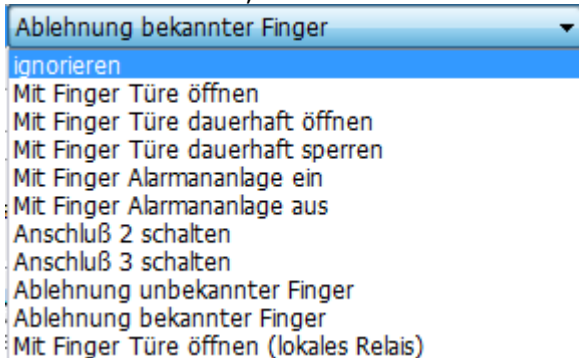 Ablehnung bekannter Finger
ignorieren
Mit Finger Türe öffnen
Mit Finger Türe dauerhaft öffnen
Mit Finger Türe dauerhaft sperren
Mit Finger Alarmananlage ein
Mit Finger Alarmananlage aus
Anschluß 2 schalten
Anschluß 3 schalten
Ablehnung unbekannter Finger
Ablehnung bekannter Finger
Mit Finger Türe öffnen (lokales Relais)